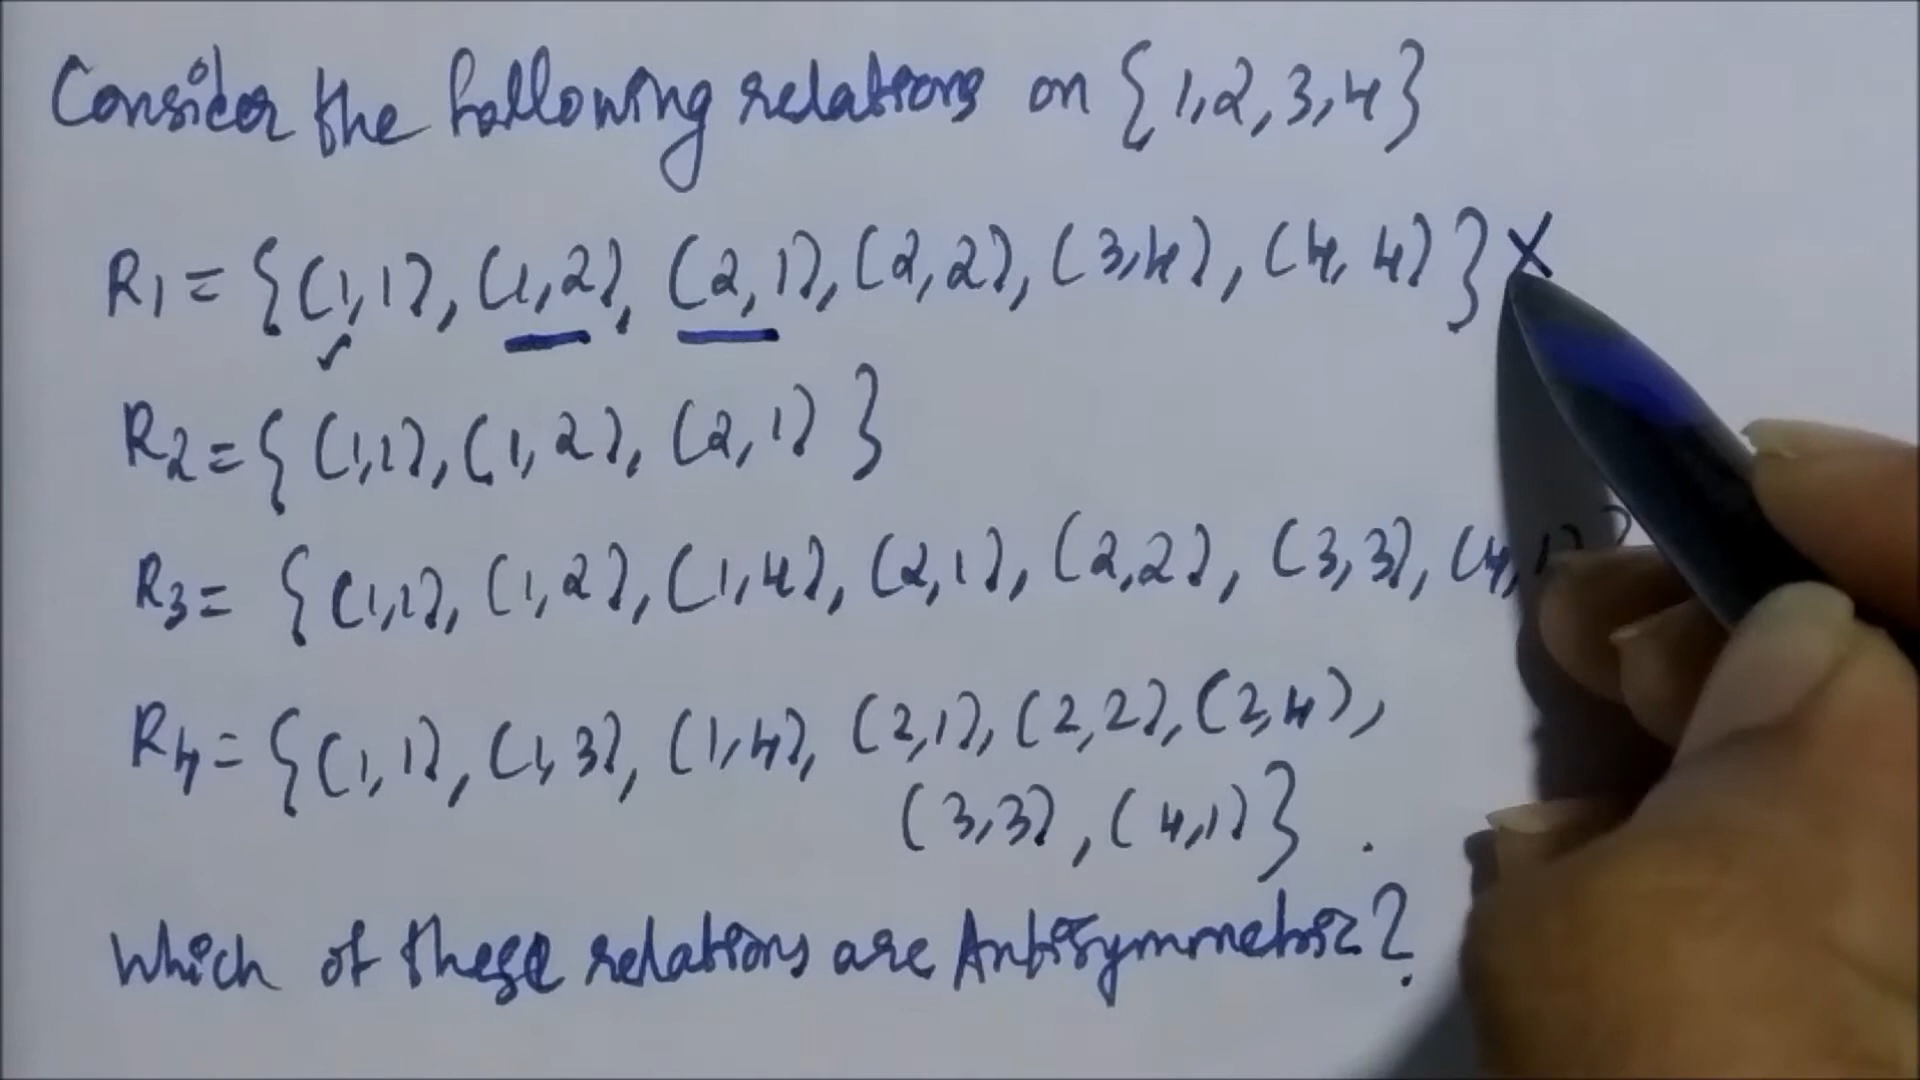 Consider the following relations on {1,2,3,4}
R1 = {(1,1), (1,2), (2,1), (2,2), (3,4), (4,4)} X
R2 = {(1,1), (1,2), (2,1)}
R3 = {(1,1), (1,2), (1,4), (2,1), (2,2), (3,3), (4,1)
R4 = {(1,1), (1,3), (1,4), (2,1), (2,2), (2,4),
(3,3), (4,1)}.
Which of these relations are Antisymmetric?